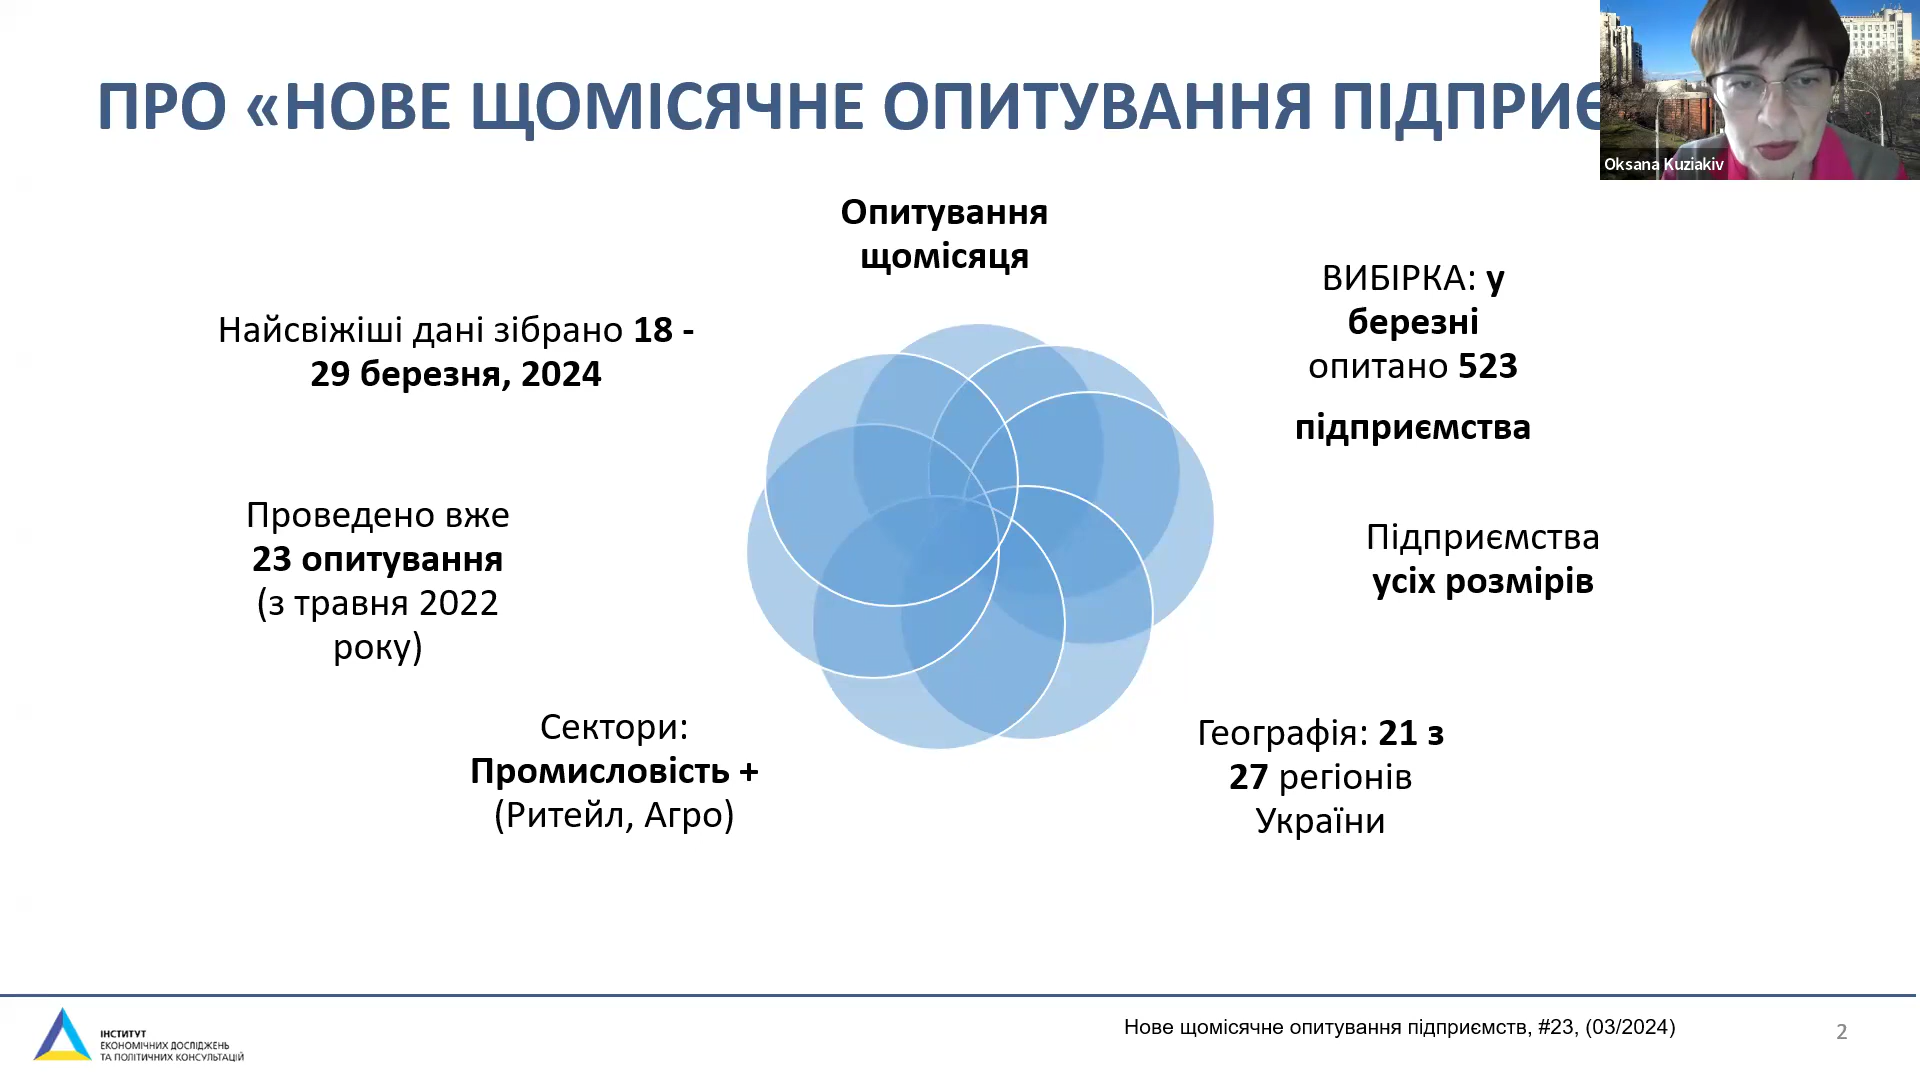 ПРО «НОВЕ ЩОМІСЯЧНЕ ОПИТУВАННЯ ПІДПРИЄ
Oksana Kuziakiv
Опитування
щомісяця
ВИБІРКА: у
березні
опитано 523
підприємства
Підприємства
усіх розмірів
Географія: 21 з
27 регіонів
України
Сектори:
Промисловість +
(Ритейл, Агро)
Проведено вже
23 опитування
(з травня 2022
року)
Найсвіжіші дані зібрано 18 -
29 березня, 2024
ІНСТИТУТ
ЕКОНОМІЧНИХ ДОСЛІДЖЕНЬ
ТА ПОЛІТИЧНИХ КОНСУЛЬТАЦІЙ
Нове щомісячне опитування підприємств, #23, (03/2024)
2